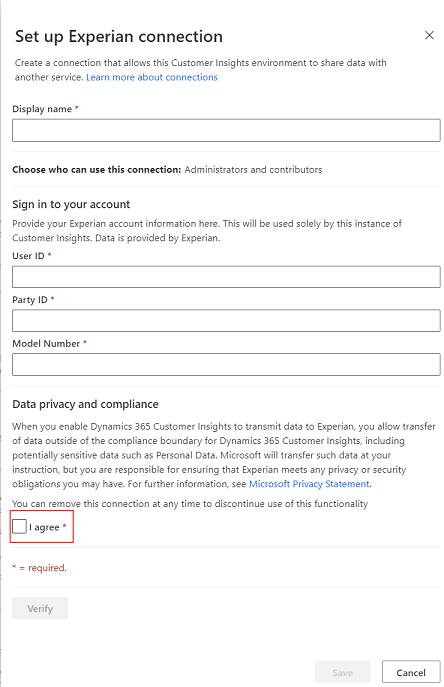 Set up Experian connection
Create a connection that allows this Customer Insights environment to share data with
another service. Learn more about connections
Display name *
Choose who can use this connection: Administrators and contributors
Sign in to your account
Provide your Experian account information here. This will be used solely by this instance of
Customer Insights. Data is provided by Experian.
User ID *
Party ID *
Model Number *
Data privacy and compliance
When you enable Dynamics 365 Customer Insights to transmit data to Experian, you allow transfer
of data outside of the compliance boundary for Dynamics 365 Customer Insights, including
potentially sensitive data such as Personal Data. Microsoft will transfer such data at your
instruction, but you are responsible for ensuring that Experian meets any privacy or security
obligations you may have. For further information, see Microsoft Privacy Statement.
You can remove this connection at any time to discontinue use of this functionality
I agree *
* = required.
Verify
Save Cancel